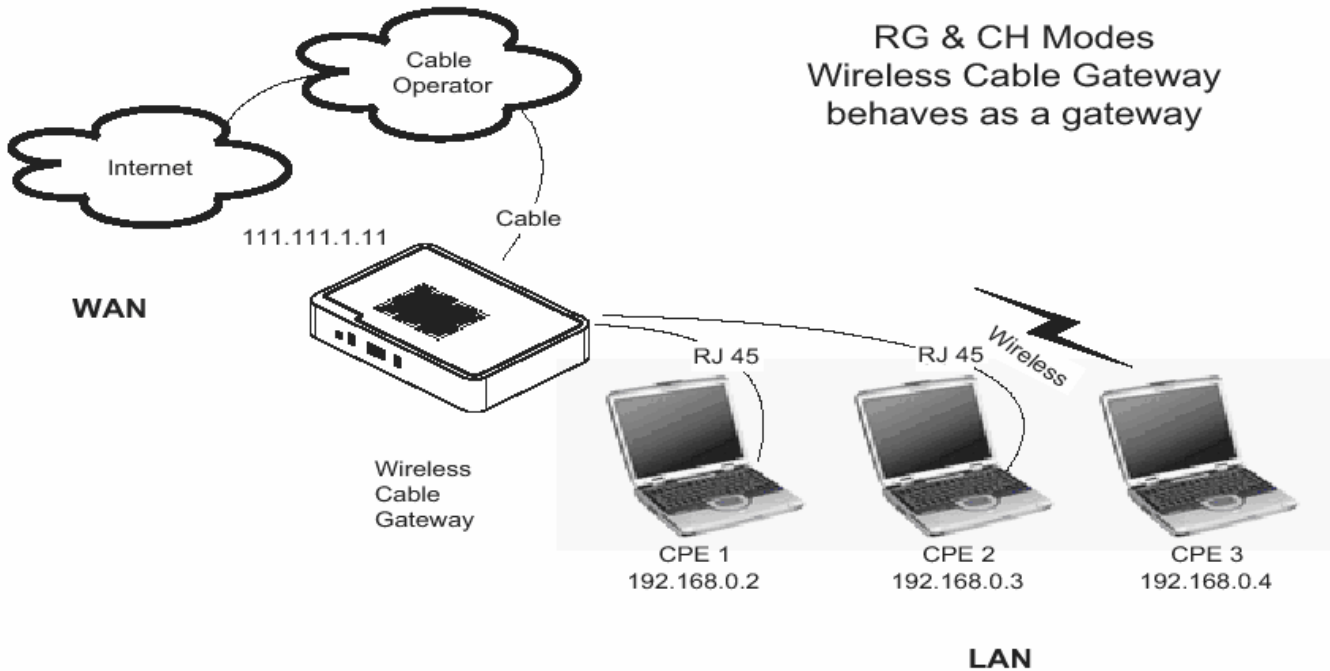 RG & CH Modes
Wireless Cable Gateway
behaves as a gateway
Cable
Operator
Internet
Cable
111.111.1.11
WAN
RJ 45
RJ 45
Wireless
Wireless
Cable
Gateway
CPE 1
192.168.0.2
CPE 2
192.168.0.3
CPE 3
192.168.0.4
LAN